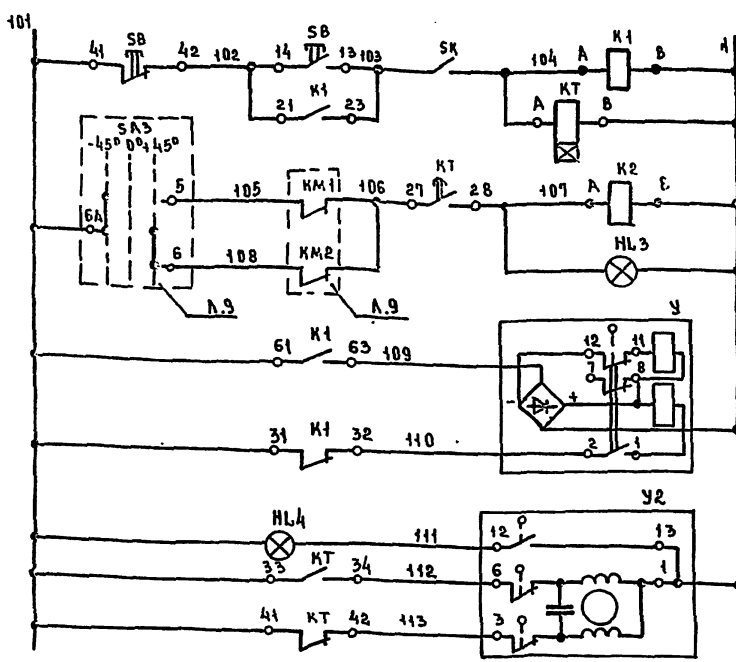 101
41 SB 42 102 14 SB 13 103 SK 104 A K1 B Л
21 K1 23
A KT B
SA3
-45° 0° +45°
6A
5 105 KM1 106 27 KT 28 107 A K2 Б
6 108 KM2
HL3
Л.9 Л.9
У
61 K1 63 109
12 11
7 8
- +
31 K1 32 110 2 1
У2
HL4 111 12 13
33 KT 34 112 6 1
41 KT 42 113 3